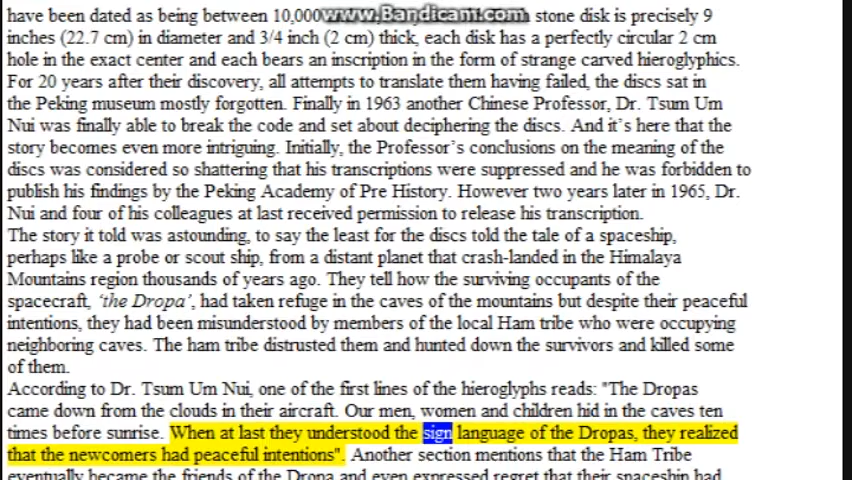 have been dated as being between 10,000 www.Bandicam.com stone disk is precisely 9
inches (22.7 cm) in diameter and 3/4 inch (2 cm) thick, each disk has a perfectly circular 2 cm
hole in the exact center and each bears an inscription in the form of strange carved hieroglyphics.
For 20 years after their discovery, all attempts to translate them having failed, the discs sat in
the Peking museum mostly forgotten. Finally in 1963 another Chinese Professor, Dr. Tsum Um
Nui was finally able to break the code and set about deciphering the discs. And it's here that the
story becomes even more intriguing. Initially, the Professor's conclusions on the meaning of the
discs was considered so shattering that his transcriptions were suppressed and he was forbidden to
publish his findings by the Peking Academy of Pre History. However two years later in 1965, Dr.
Nui and four of his colleagues at last received permission to release his transcription.
The story it told was astounding, to say the least for the discs told the tale of a spaceship,
perhaps like a probe or scout ship, from a distant planet that crash-landed in the Himalaya
Mountains region thousands of years ago. They tell how the surviving occupants of the
spacecraft, 'the Dropa', had taken refuge in the caves of the mountains but despite their peaceful
intentions, they had been misunderstood by members of the local Ham tribe who were occupying
neighboring caves. The ham tribe distrusted them and hunted down the survivors and killed some
of them.
According to Dr. Tsum Um Nui, one of the first lines of the hieroglyphs reads: "The Dropas
came down from the clouds in their aircraft. Our men, women and children hid in the caves ten
times before sunrise. When at last they understood the sign language of the Dropas, they realized
that the newcomers had peaceful intentions". Another section mentions that the Ham Tribe
eventually became the friends of the Dropa and even expressed regret that their spaceship had